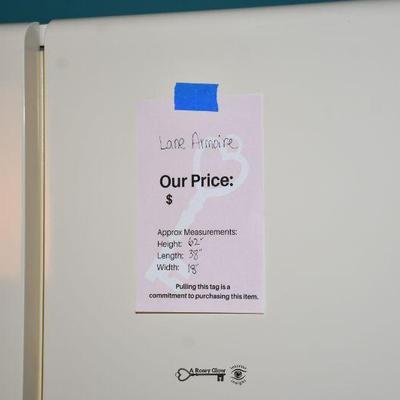 Lane Armoire
Our Price:
$
Approx Measurements:
Height: 62"
Length: 38"
Width: 18"
Pulling this tag is a
commitment to purchasing this item.
A Rosey Glow